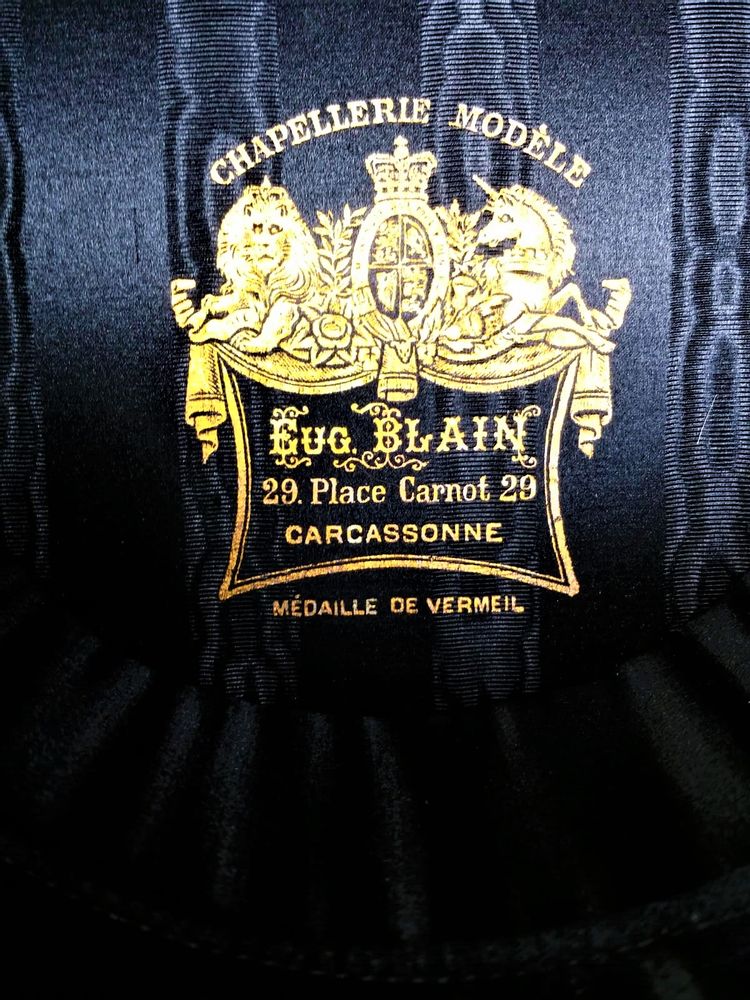 CHAPELLERIE MODÈLE
EUG. BLAIN
29. Place Carnot 29
CARCASSONNE
MÉDAILLE DE VERMEIL